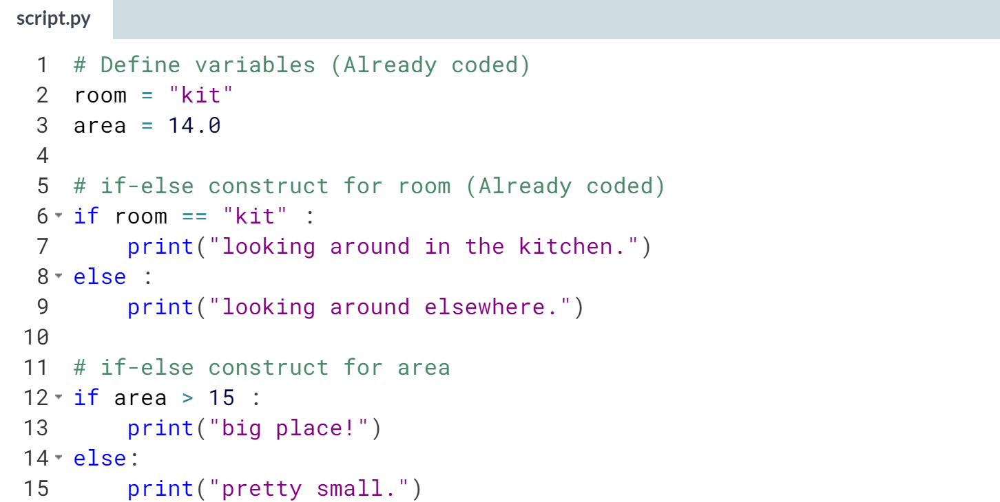 script.py
1 # Define variables (Already coded)
2 room = "kit"
3 area = 14.0
4
5 # if-else construct for room (Already coded)
6 if room == "kit" :
7     print("looking around in the kitchen.")
8 else :
9     print("looking around elsewhere.")
10
11 # if-else construct for area
12 if area > 15 :
13     print("big place!")
14 else:
15     print("pretty small.")